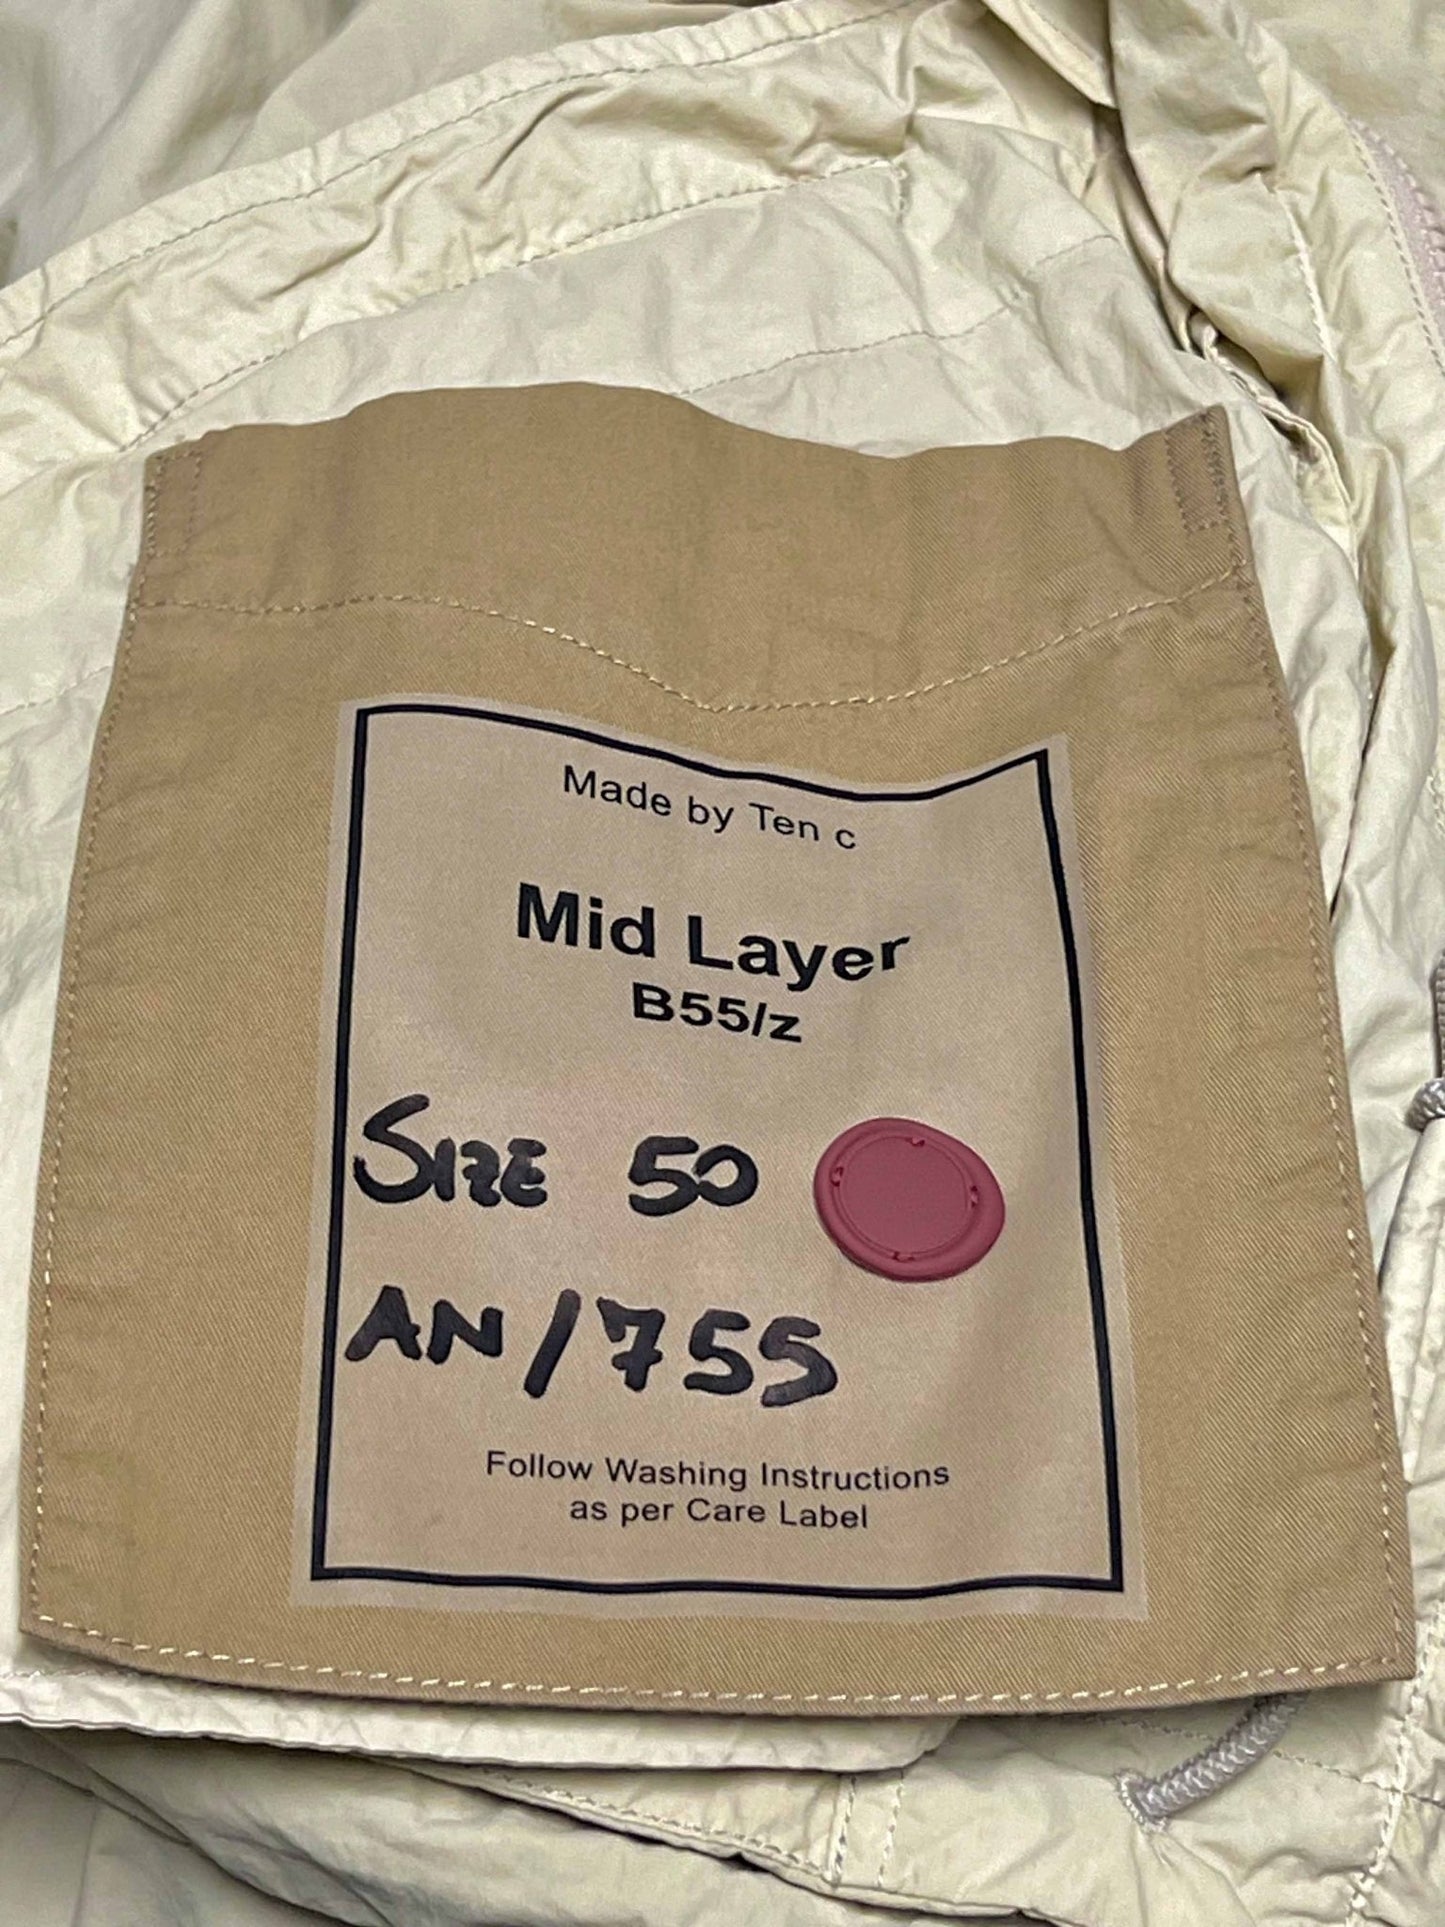 Made by Ten c
Mid Layer
B55/z
SIZE 50
AN/755
Follow Washing Instructions
as per Care Label